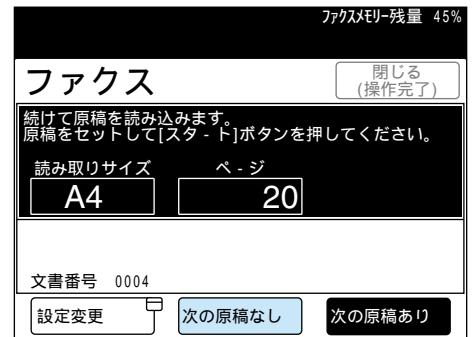 ファクスメモリー残量 45%
ファクス
閉じる
(操作完了)
続けて原稿を読み込みます。
原稿をセットして[スタ-ト]ボタンを押してください。
読み取りサイズ ペ-ジ
A4 20
文書番号 0004
設定変更 次の原稿なし 次の原稿あり